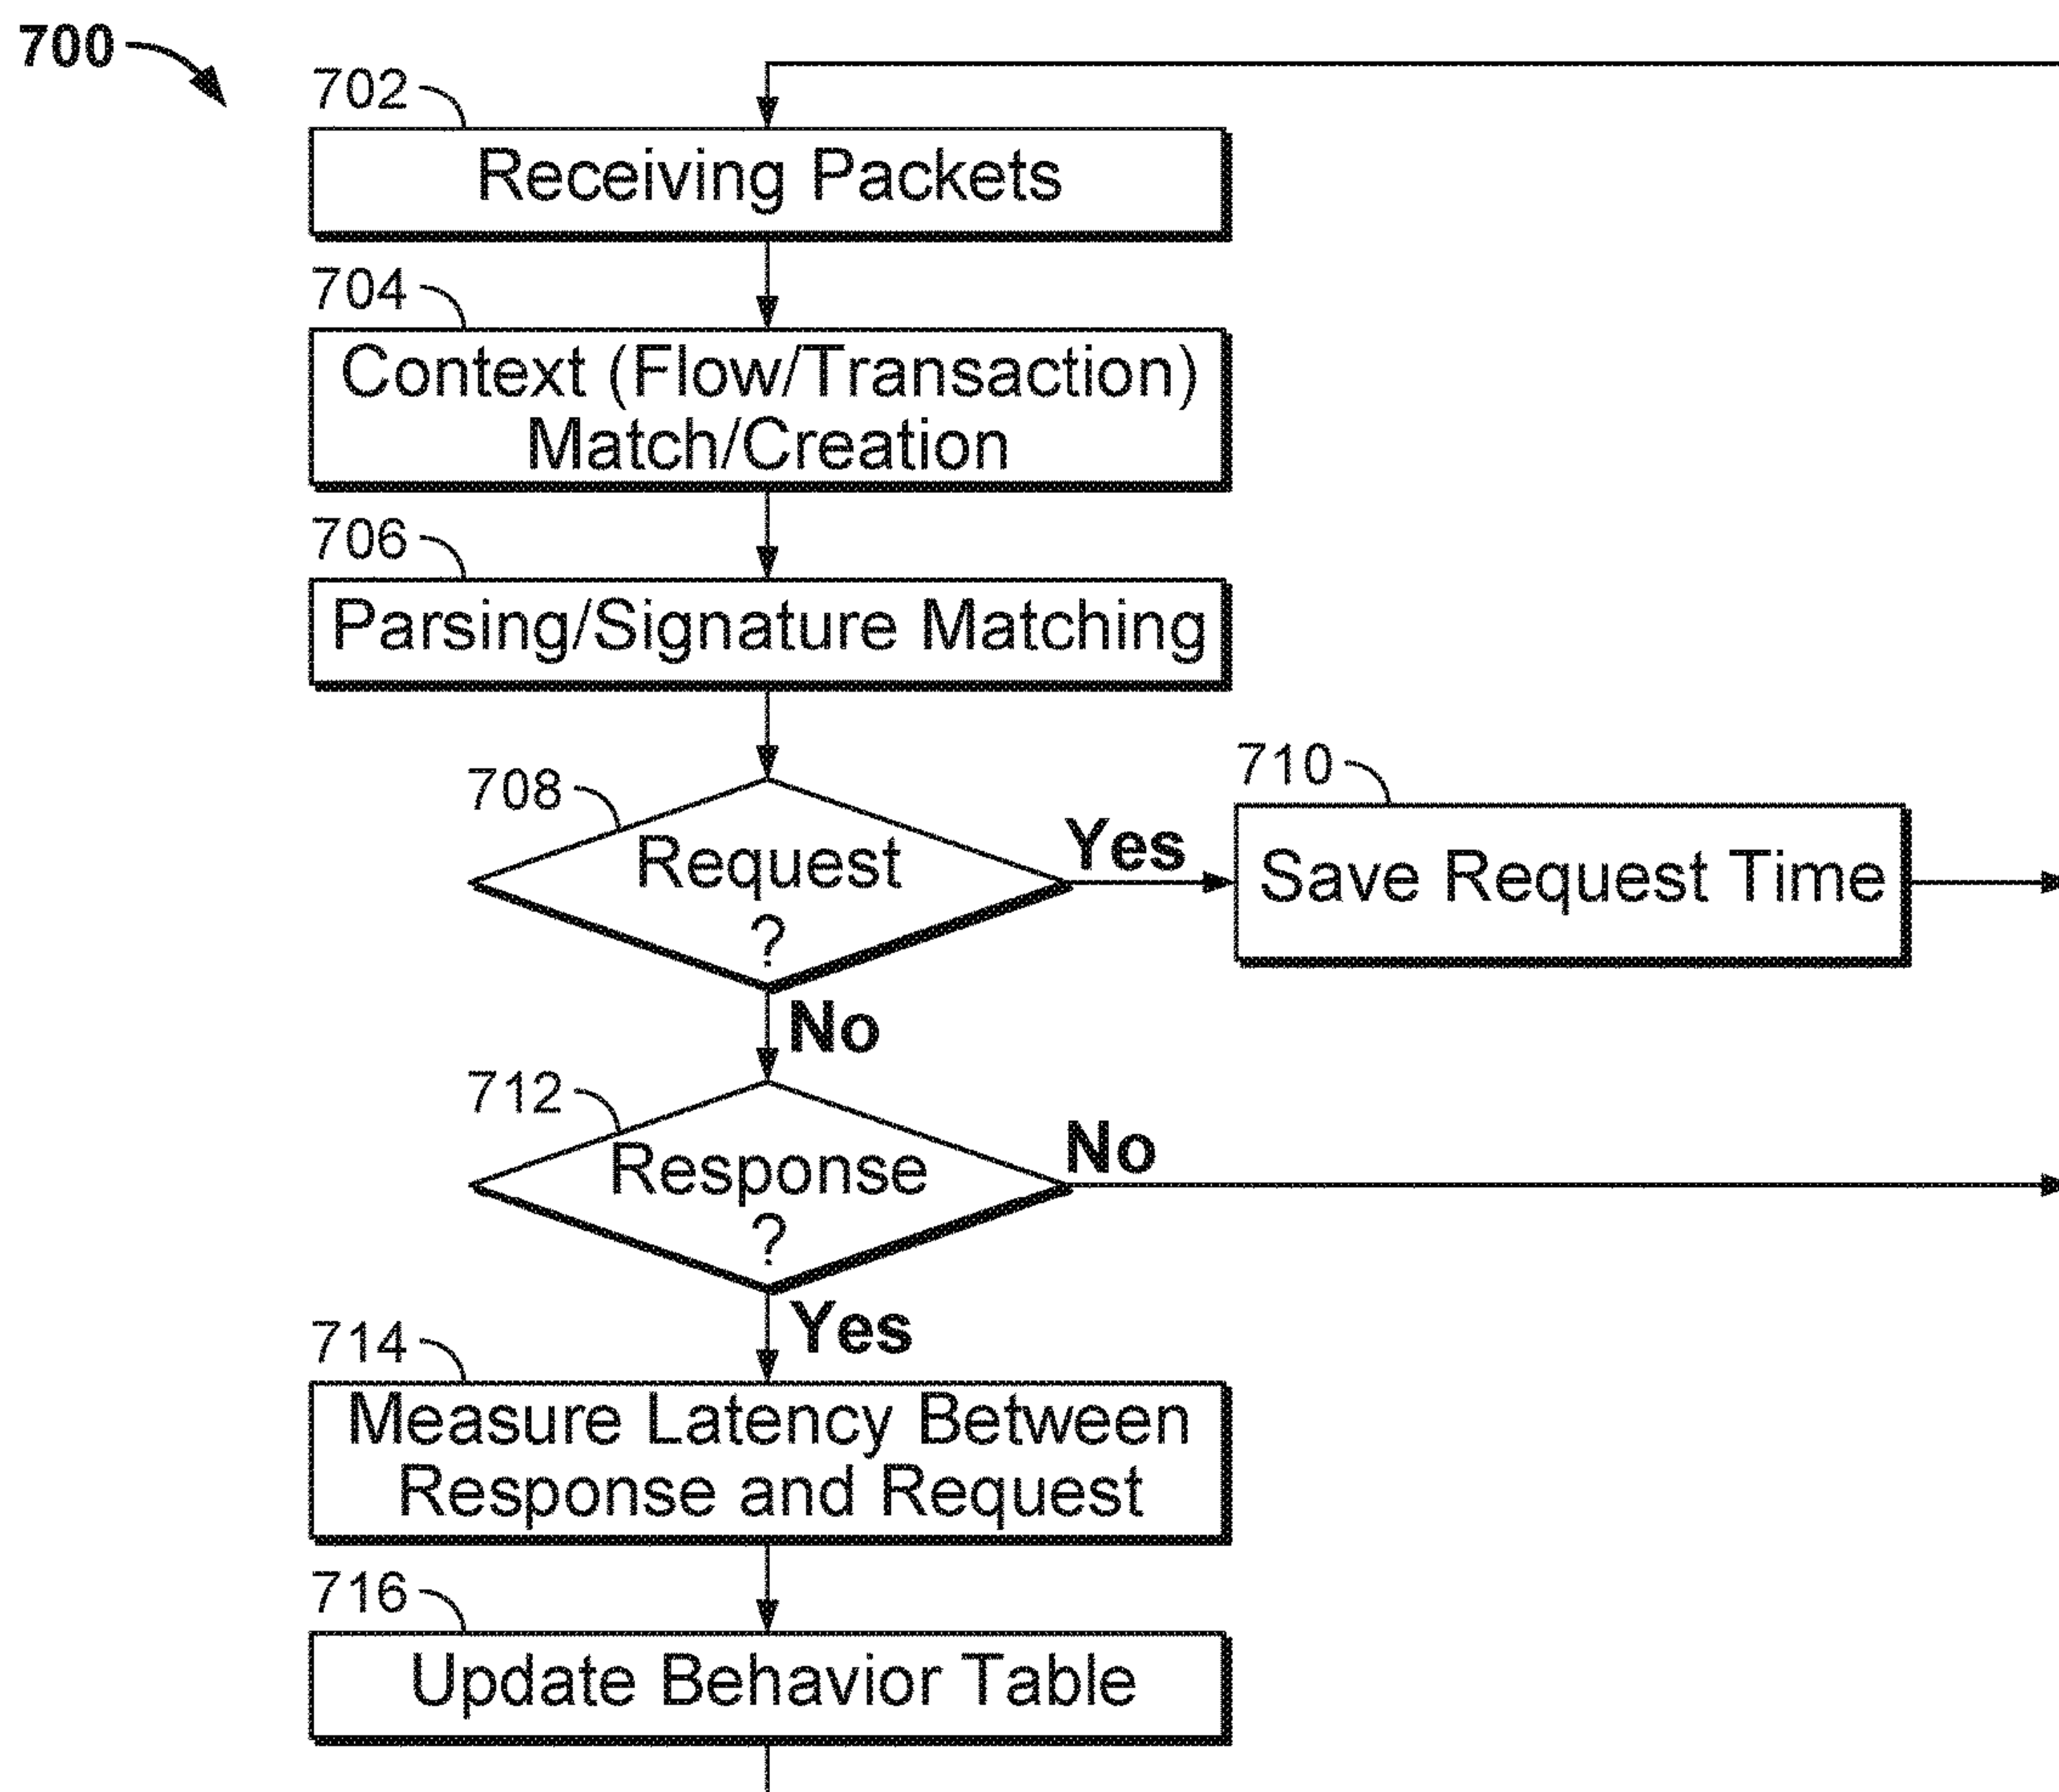 700
702
Receiving Packets
704
Context (Flow/Transaction)
Match/Creation
706
Parsing/Signature Matching
708
Request
?
Yes
710
Save Request Time
No
712
Response
?
No
Yes
714
Measure Latency Between
Response and Request
716
Update Behavior Table